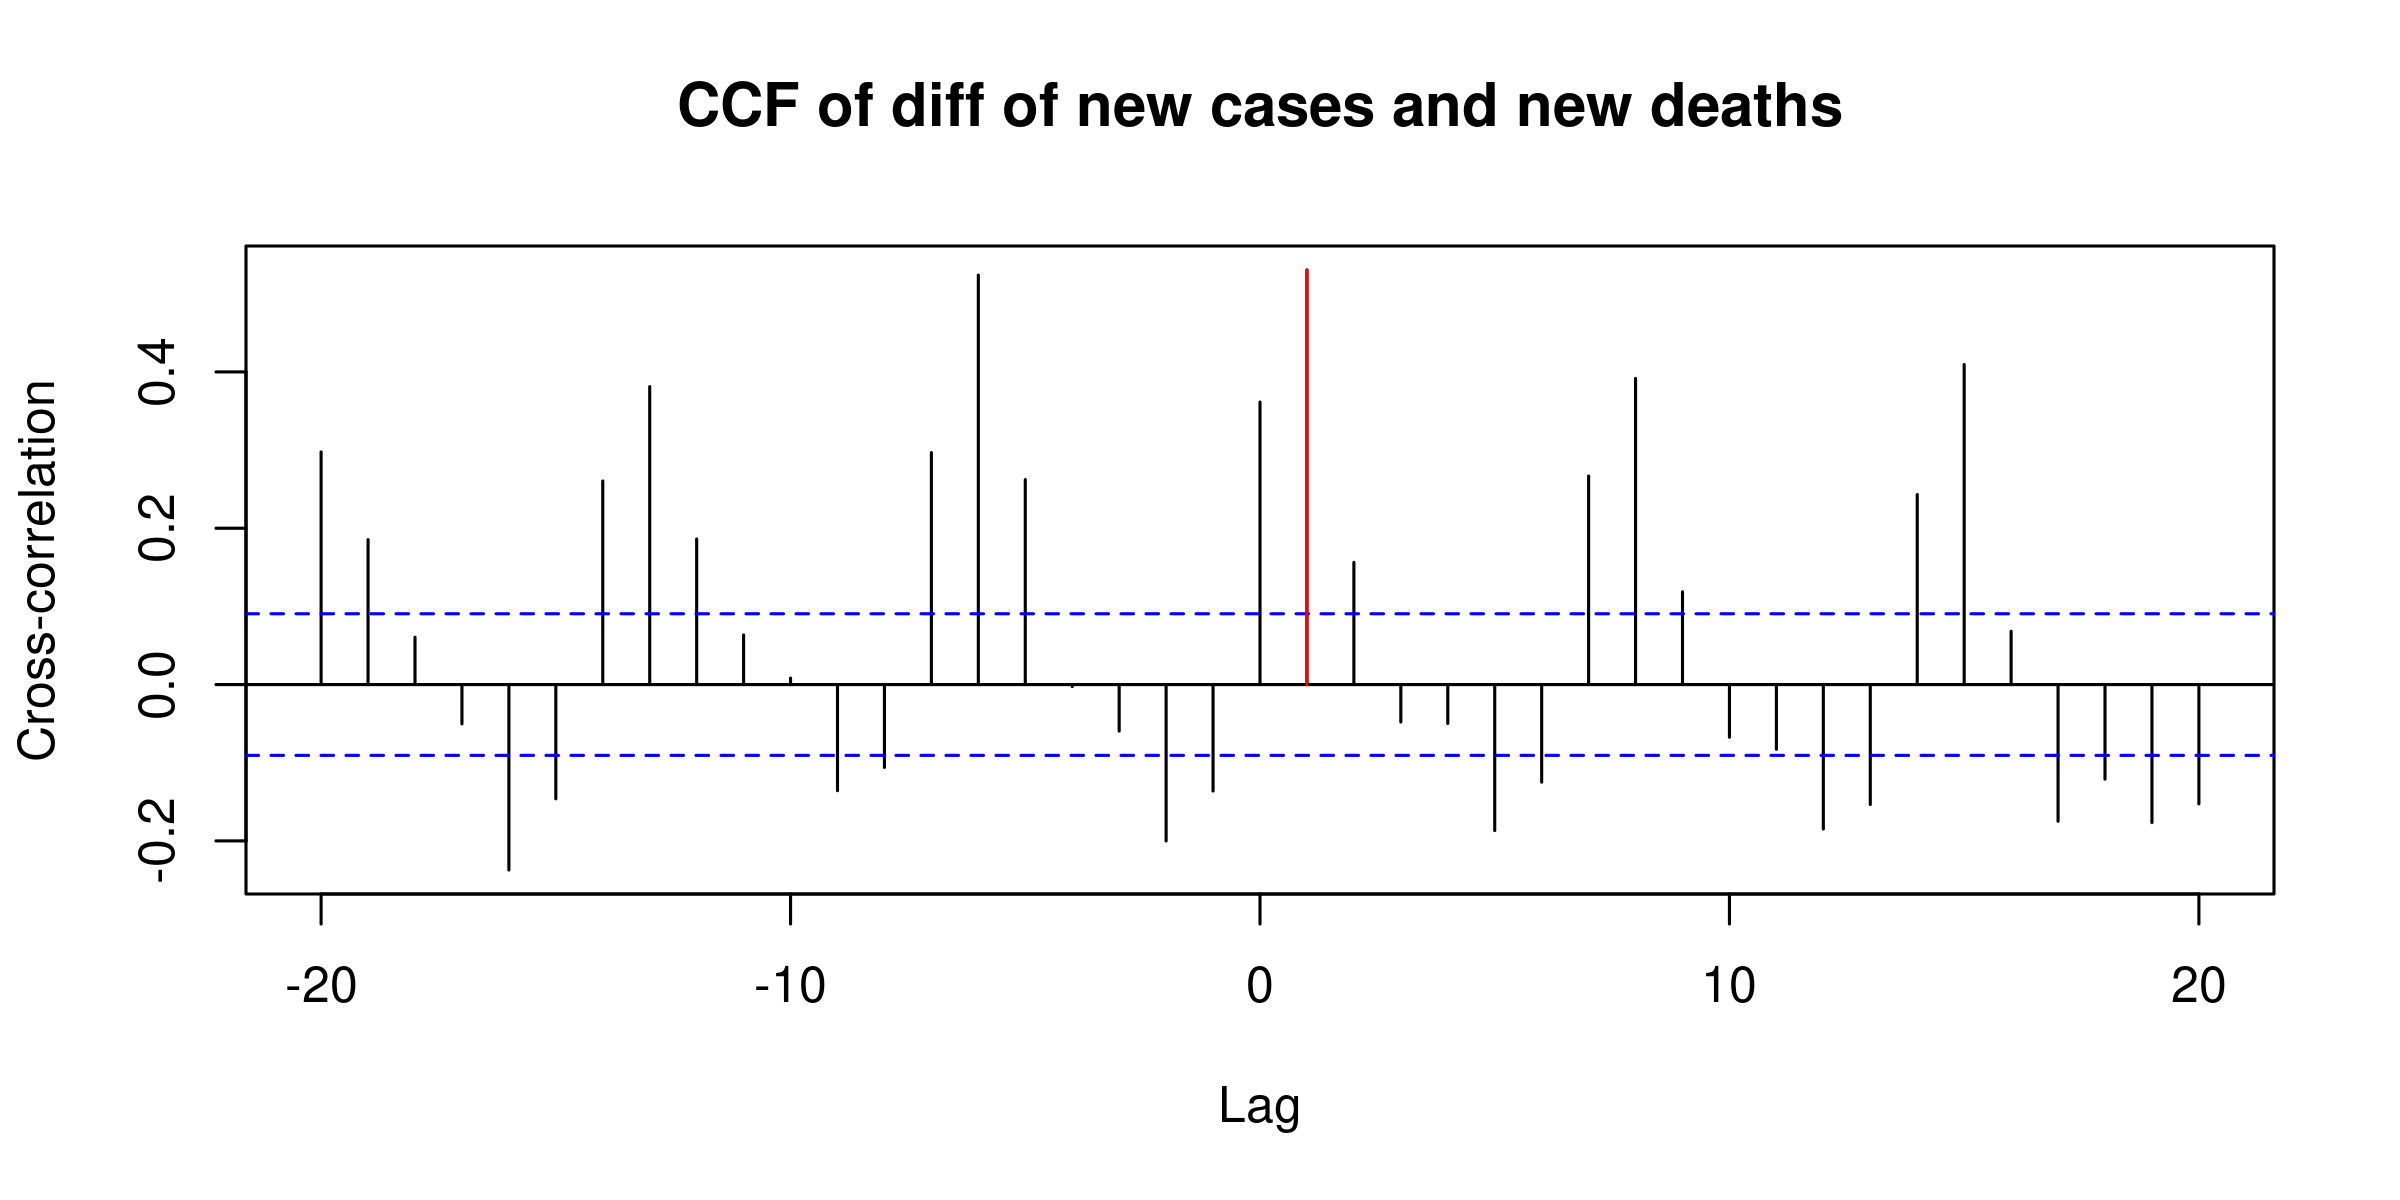 CCF of diff of new cases and new deaths
Cross-correlation
0.4
0.2
0.0
-0.2
-20 -10 0 10 20
Lag